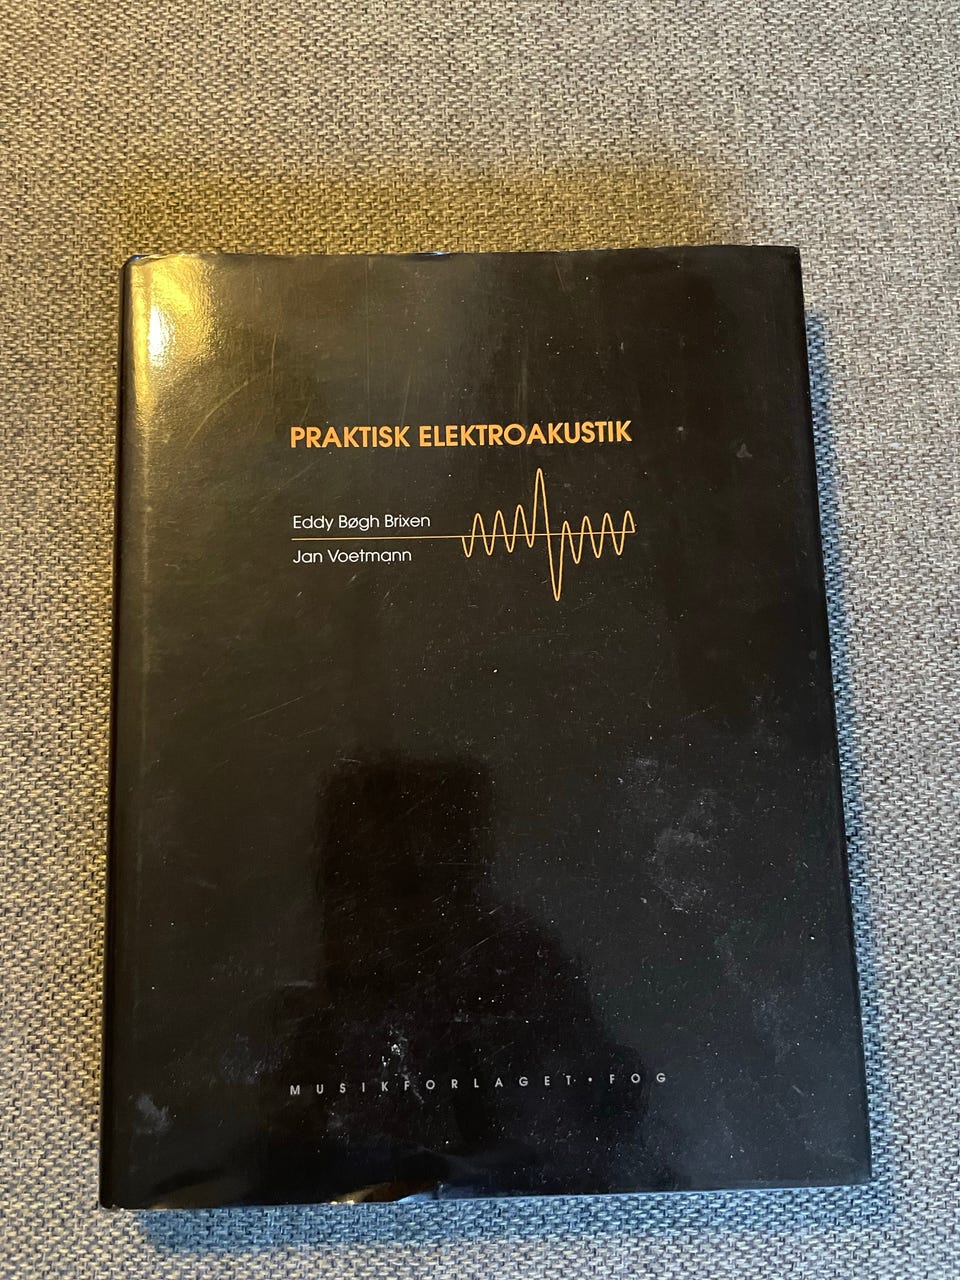 PRAKTISK ELEKTROAKUSTIK
Eddy Bøgh Brixen
Jan Voetmann
MUSIKFORLAGET • FOG